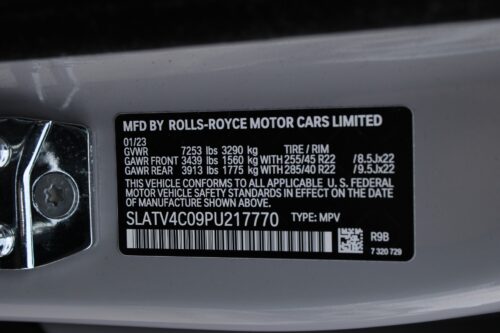 MFD BY ROLLS-ROYCE MOTOR CARS LIMITED
01/23
GVWR 7253 lbs 3290 kg TIRE / RIM
GAWR FRONT 3439 lbs 1560 kg WITH 255/45 R22 / 8.5Jx22
GAWR REAR 3913 lbs 1775 kg WITH 285/40 R22 / 9.5Jx22
THIS VEHICLE CONFORMS TO ALL APPLICABLE U. S. FEDERAL
MOTOR VEHICLE SAFETY STANDARDS IN EFFECT ON THE
DATE OF MANUFACTURE SHOWN ABOVE.
SLATV4C09PU217770 TYPE: MPV
R9B
7 320 729